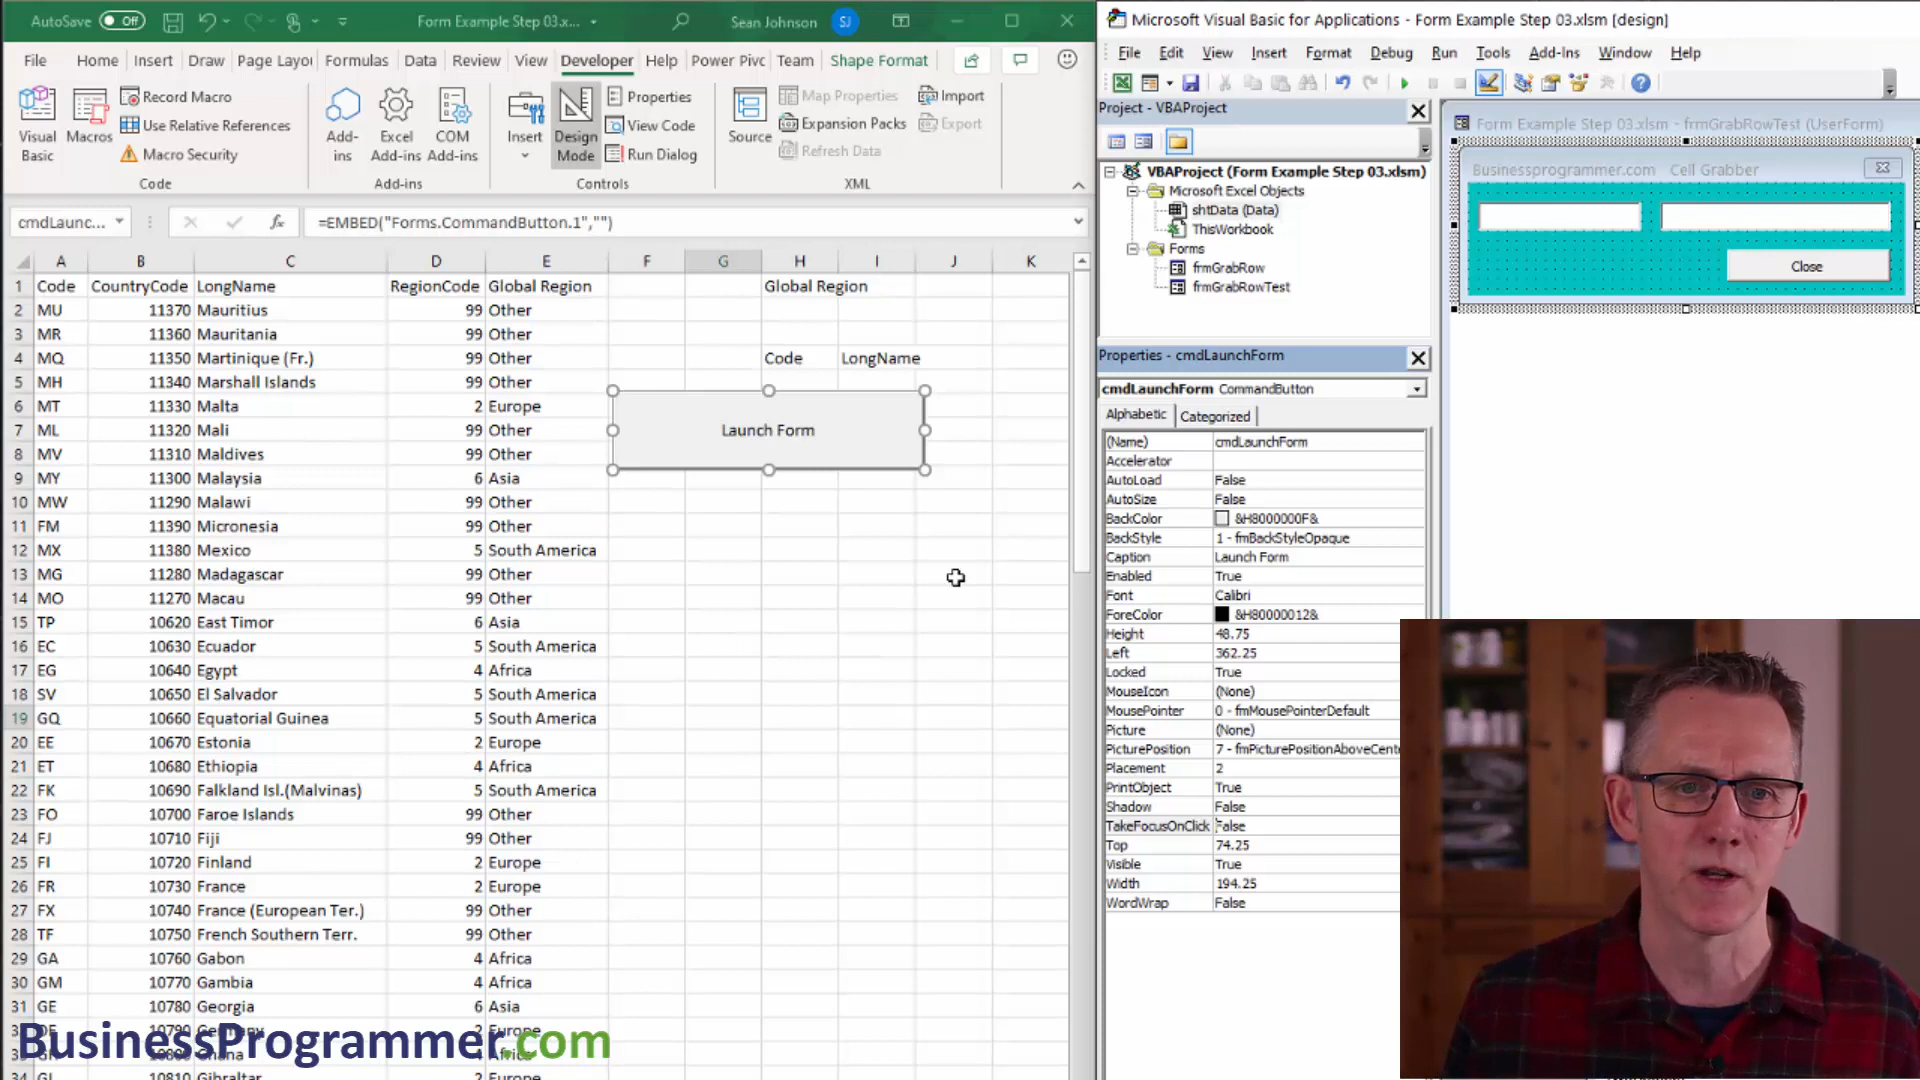 AutoSave Off Form Example Step 03.x... Sean Johnson SJ
File Home Insert Draw Page Layo Formulas Data Review View Developer Help Power Pivc Team Shape Format
Visual Basic
Macros
Record Macro
Use Relative References
Macro Security
Code
Add-ins
Excel Add-ins
COM Add-ins
Add-ins
Insert
Design Mode
Properties
View Code
Run Dialog
Controls
Source
Map Properties
Expansion Packs
Refresh Data
Import
Export
XML
cmdLaunc... fx =EMBED("Forms.CommandButton.1","")
A B C D E F G H I J K
1 Code CountryCode LongName RegionCode Global Region Global Region
2 MU 11370 Mauritius 99 Other
3 MR 11360 Mauritania 99 Other
4 MQ 11350 Martinique (Fr.) 99 Other Code LongName
5 MH 11340 Marshall Islands 99 Other
6 MT 11330 Malta 2 Europe
7 ML 11320 Mali 99 Other Launch Form
8 MV 11310 Maldives 99 Other
9 MY 11300 Malaysia 6 Asia
10 MW 11290 Malawi 99 Other
11 FM 11390 Micronesia 99 Other
12 MX 11380 Mexico 5 South America
13 MG 11280 Madagascar 99 Other
14 MO 11270 Macau 99 Other
15 TP 10620 East Timor 6 Asia
16 EC 10630 Ecuador 5 South America
17 EG 10640 Egypt 4 Africa
18 SV 10650 El Salvador 5 South America
19 GQ 10660 Equatorial Guinea 5 South America
20 EE 10670 Estonia 2 Europe
21 ET 10680 Ethiopia 4 Africa
22 FK 10690 Falkland Isl.(Malvinas) 5 South America
23 FO 10700 Faroe Islands 99 Other
24 FJ 10710 Fiji 99 Other
25 FI 10720 Finland 2 Europe
26 FR 10730 France 2 Europe
27 FX 10740 France (European Ter.) 99 Other
28 TF 10750 French Southern Terr. 99 Other
29 GA 10760 Gabon 4 Africa
30 GM 10770 Gambia 4 Africa
31 GE 10780 Georgia 6 Asia
BusinessProgrammer.com
34 GI 10810 Gibraltar 2 Europe
Microsoft Visual Basic for Applications - Form Example Step 03.xlsm [design]
File Edit View Insert Format Debug Run Tools Add-Ins Window Help
Project - VBAProject
VBAProject (Form Example Step 03.xlsm)
Microsoft Excel Objects
shtData (Data)
ThisWorkbook
Forms
frmGrabRow
frmGrabRowTest
Form Example Step 03.xlsm - frmGrabRowTest (UserForm)
Businessprogrammer.com Cell Grabber
Close
Properties - cmdLaunchForm
cmdLaunchForm CommandButton
Alphabetic Categorized
(Name) cmdLaunchForm
Accelerator
AutoLoad False
AutoSize False
BackColor &H8000000F&
BackStyle 1 - fmBackStyleOpaque
Caption Launch Form
Enabled True
Font Calibri
ForeColor &H80000012&
Height 48.75
Left 362.25
Locked True
MouseIcon (None)
MousePointer 0 - fmMousePointerDefault
Picture (None)
PicturePosition 7 - fmPicturePositionAboveCente
Placement 2
PrintObject True
Shadow False
TakeFocusOnClick False
Top 74.25
Visible True
Width 194.25
WordWrap False